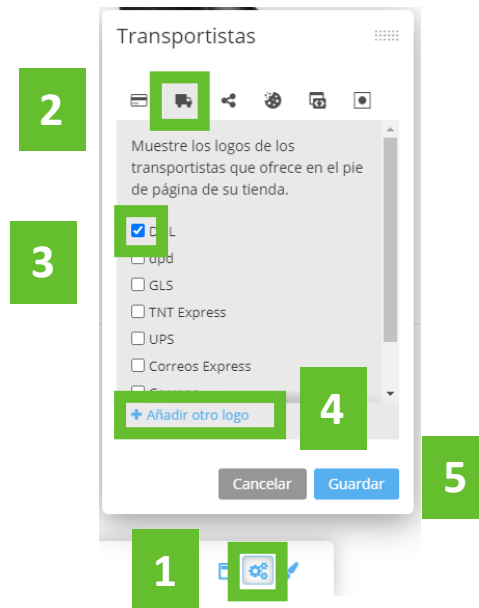 Transportistas
2
Muestre los logos de los
transportistas que ofrece en el pie
de página de su tienda.
3
DHL
dpd
GLS
TNT Express
UPS
Correos Express
Correos
+ Añadir otro logo
4
Cancelar
Guardar
5
1